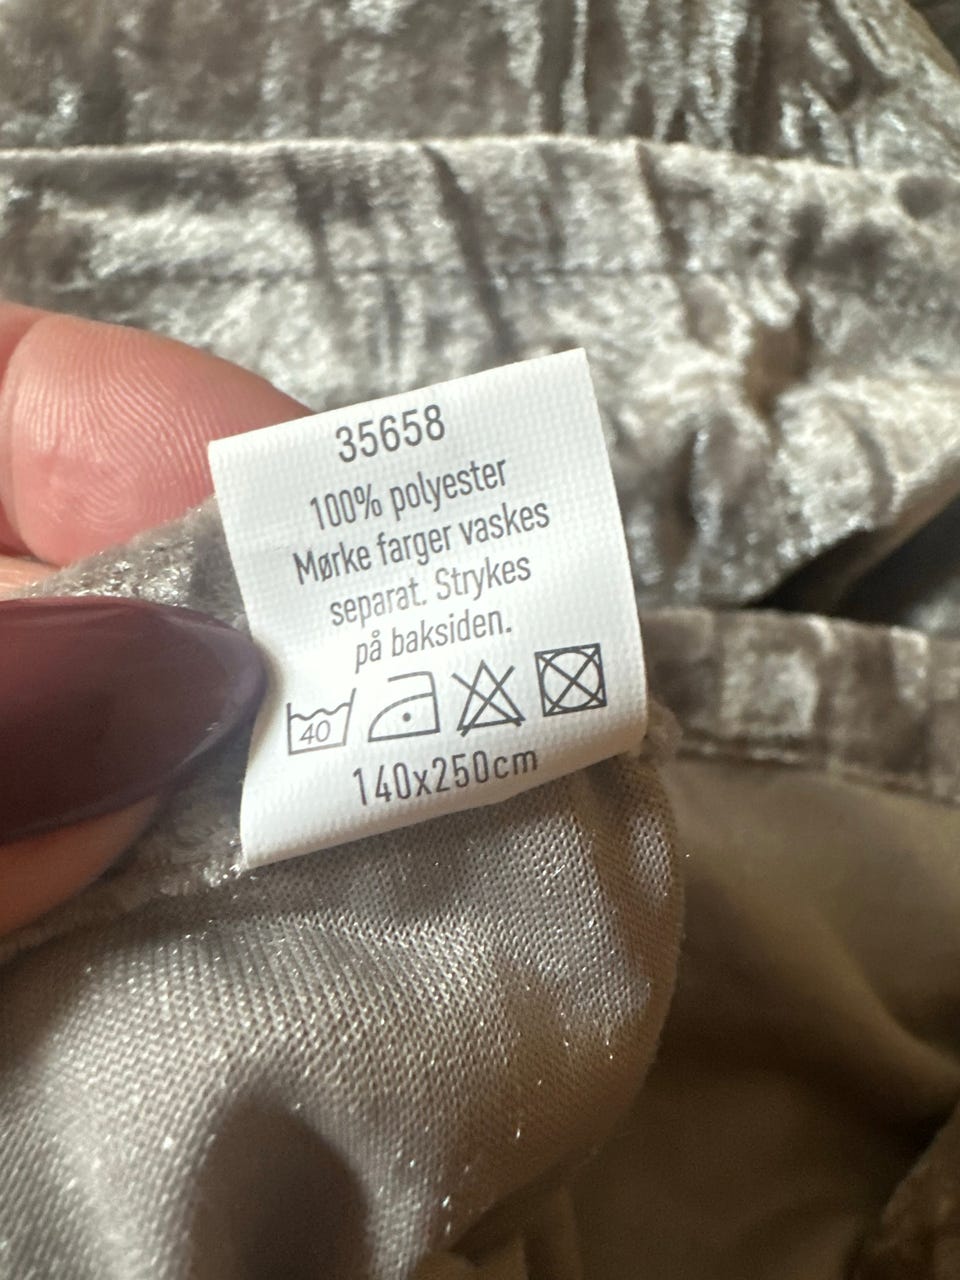 35658
100% polyester
Mørke farger vaskes
separat. Strykes
på baksiden.
40
140x250cm